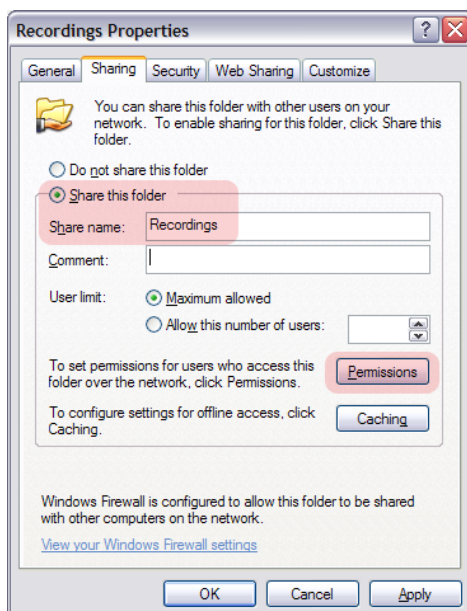 Recordings Properties
?
X
General Sharing Security Web Sharing Customize
You can share this folder with other users on your
network. To enable sharing for this folder, click Share this
folder.
Do not share this folder
Share this folder
Share name: Recordings
Comment:
User limit: Maximum allowed
Allow this number of users:
To set permissions for users who access this
folder over the network, click Permissions.
Permissions
To configure settings for offline access, click
Caching.
Caching
Windows Firewall is configured to allow this folder to be shared
with other computers on the network.
View your Windows Firewall settings
OK Cancel Apply